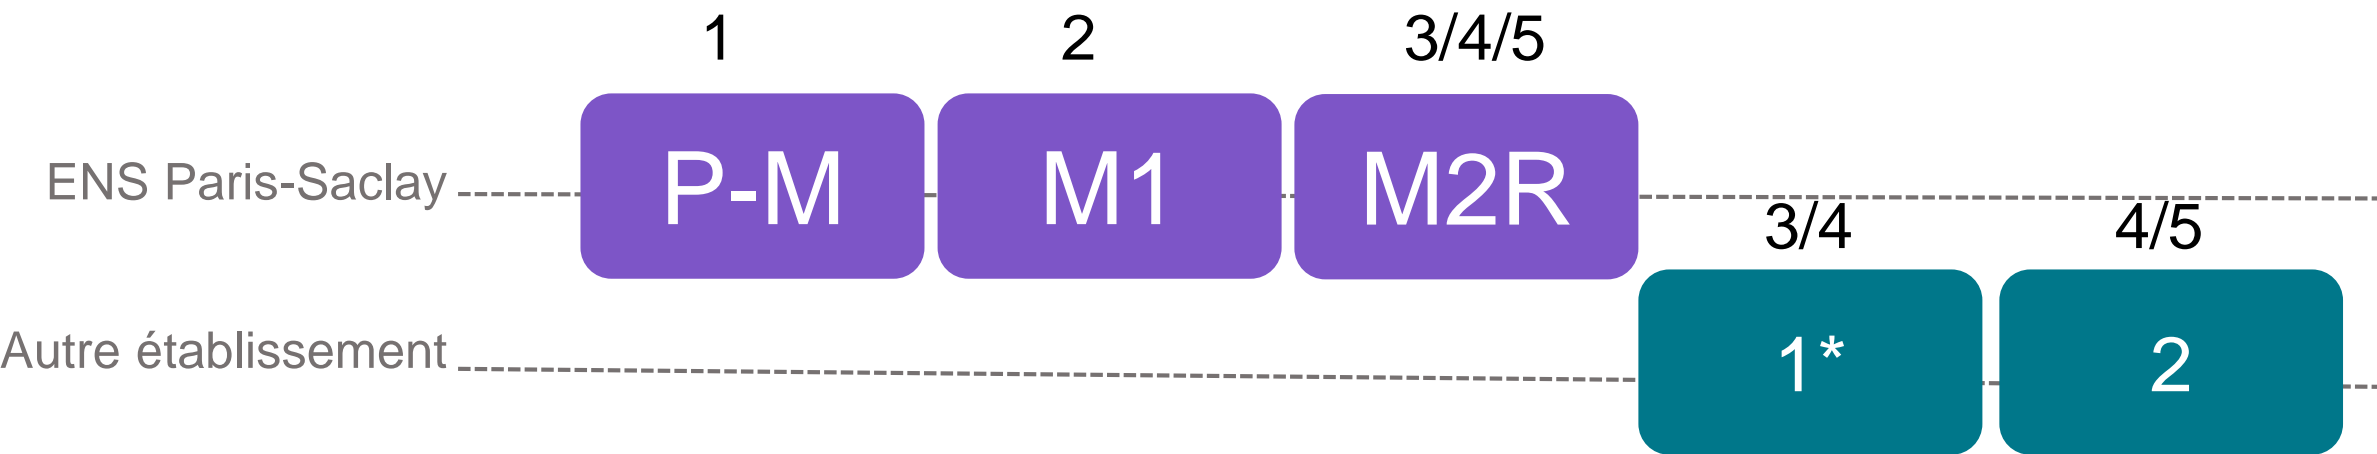 1 2 3/4/5
ENS Paris-Saclay P-M M1 M2R
3/4 4/5
Autre établissement 1* 2